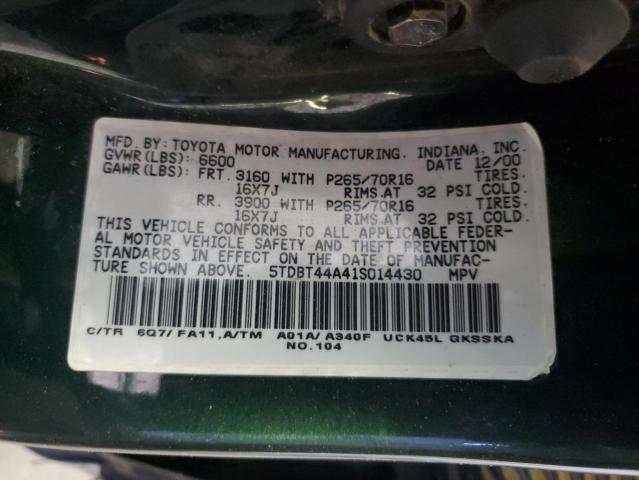 MFD. BY: TOYOTA MOTOR MANUFACTURING, INDIANA, INC.
GVWR(LBS): 6600 DATE 12/00
GAWR(LBS): FRT. 3160 WITH P265/70R16 TIRES.
16X7J RIMS.AT 32 PSI COLD.
RR. 3900 WITH P265/70R16 TIRES.
16X7J RIMS.AT 32 PSI COLD.
THIS VEHICLE CONFORMS TO ALL APPLICABLE FEDER-
AL MOTOR VEHICLE SAFETY AND THEFT PREVENTION
STANDARDS IN EFFECT ON THE DATE OF MANUFAC-
TURE SHOWN ABOVE. 5TDBT44A41S014430 MPV
C/TR 6Q7/FA11,A/TM A01A/A340F UCK45L GKSSKA
NO.104